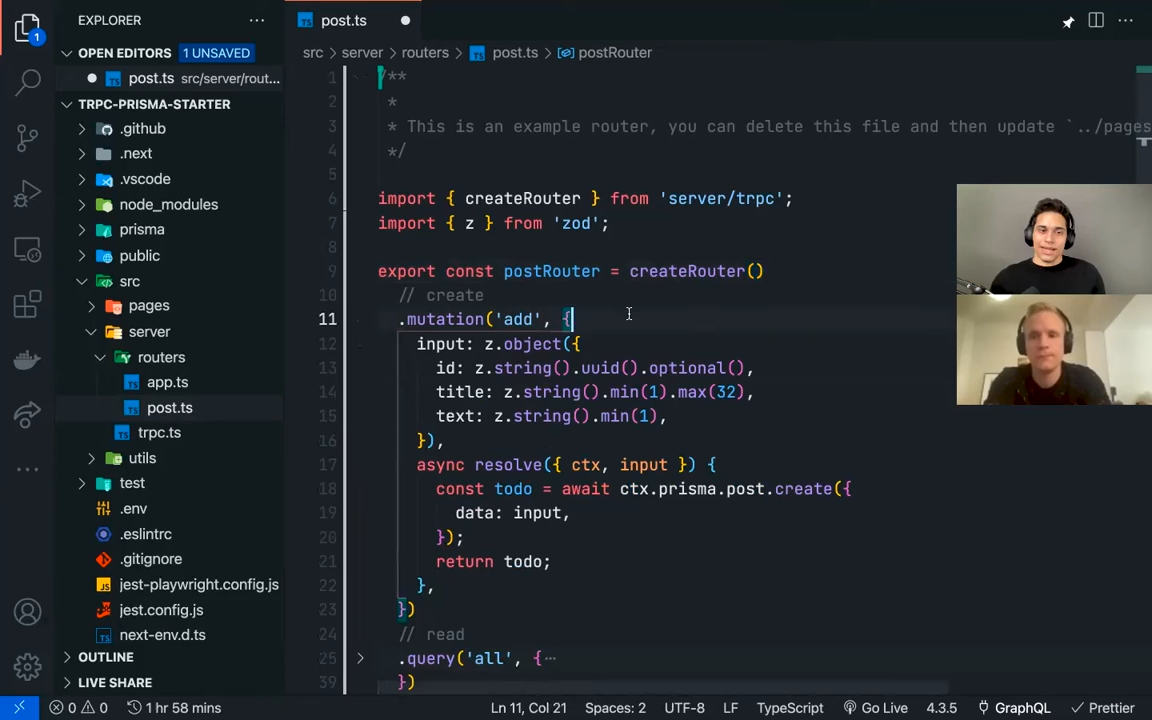 EXPLORER
OPEN EDITORS 1 UNSAVED
post.ts src/server/rout...
TRPC-PRISMA-STARTER
.github
.next
.vscode
node_modules
prisma
public
src
pages
server
routers
app.ts
post.ts
trpc.ts
utils
test
.env
.eslintrc
.gitignore
jest-playwright.config.js
jest.config.js
next-env.d.ts
OUTLINE
LIVE SHARE
post.ts
src > server > routers > post.ts > postRouter
1 /**
2 *
3 * This is an example router, you can delete this file and then update `../pages
4 */
5
6 import { createRouter } from 'server/trpc';
7 import { z } from 'zod';
8
9 export const postRouter = createRouter()
10 // create
11 .mutation('add', {
12 input: z.object({
13 id: z.string().uuid().optional(),
14 title: z.string().min(1).max(32),
15 text: z.string().min(1),
16 }),
17 async resolve({ ctx, input }) {
18 const todo = await ctx.prisma.post.create({
19 data: input,
20 });
21 return todo;
22 },
23 })
24 // read
25 .query('all', { ⋯
39 })
1
0 0 1 hr 58 mins Ln 11, Col 21 Spaces: 2 UTF-8 LF TypeScript Go Live 4.3.5 GraphQL Prettier